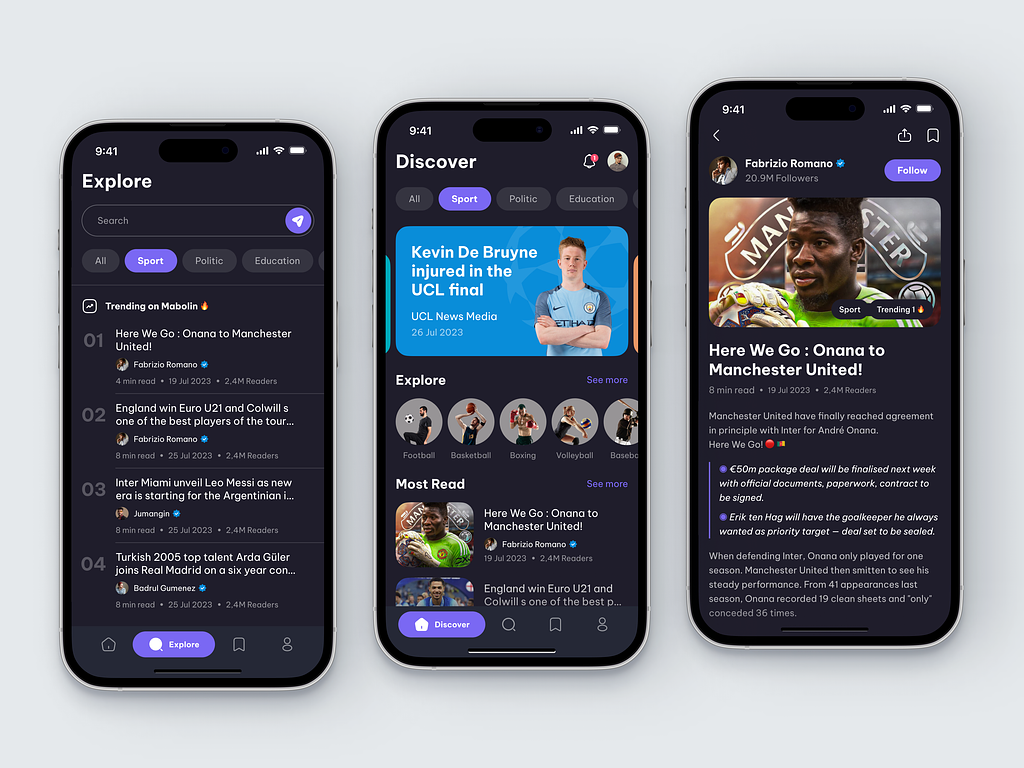 9:41
Explore
Search
All
Sport
Politic
Education
Trending on Mabolin 🔥
01
Here We Go : Onana to Manchester
United!
Fabrizio Romano
4 min read • 19 Jul 2023 • 2,4M Readers
02
England win Euro U21 and Colwill s
one of the best players of the tour...
Fabrizio Romano
8 min read • 25 Jul 2023 • 2,4M Readers
03
Inter Miami unveil Leo Messi as new
era is starting for the Argentinian i...
Jumangin
8 min read • 25 Jul 2023 • 2,4M Readers
04
Turkish 2005 top talent Arda Güler
joins Real Madrid on a six year con...
Badrul Gumenez
8 min read • 25 Jul 2023 • 2,4M Readers
Explore
9:41
Discover
1
All
Sport
Politic
Education
Kevin De Bruyne
injured in the
UCL final
UCL News Media
26 Jul 2023
ETIHAD
Explore
See more
Football
Basketball
Boxing
Volleyball
Baseba
Most Read
See more
MAN
STER
Here We Go : Onana to
Manchester United!
Fabrizio Romano
19 Jul 2023 • 2,4M Readers
England win Euro U21 and
Colwill s one of the best p...
Discover
9:41
Fabrizio Romano
20.9M Followers
Follow
MAN
STER
Sport
Trending 1 🔥
Here We Go : Onana to
Manchester United!
8 min read • 19 Jul 2023 • 2,4M Readers
Manchester United have finally reached agreement
in principle with Inter for André Onana.
Here We Go! 🔴 🇧🇪
€50m package deal will be finalised next week
with official documents, paperwork, contract to
be signed.
Erik ten Hag will have the goalkeeper he always
wanted as priority target — deal set to be sealed.
When defending Inter, Onana only played for one
season. Manchester United then smitten to see his
steady performance. From 41 appearances last
season, Onana recorded 19 clean sheets and "only"
conceded 36 times.